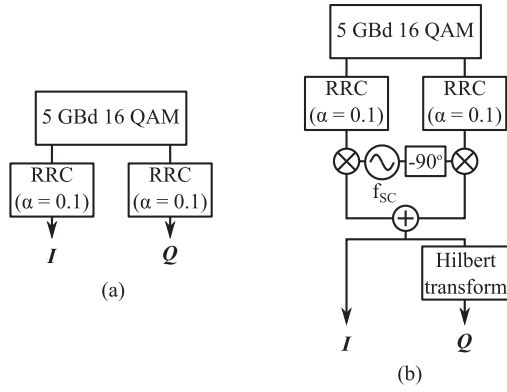 5 GBd 16 QAM
RRC
(α = 0.1)
RRC
(α = 0.1)
I
Q
(a)
5 GBd 16 QAM
RRC
(α = 0.1)
RRC
(α = 0.1)
-90°
fSC
Hilbert
transform
I
Q
(b)